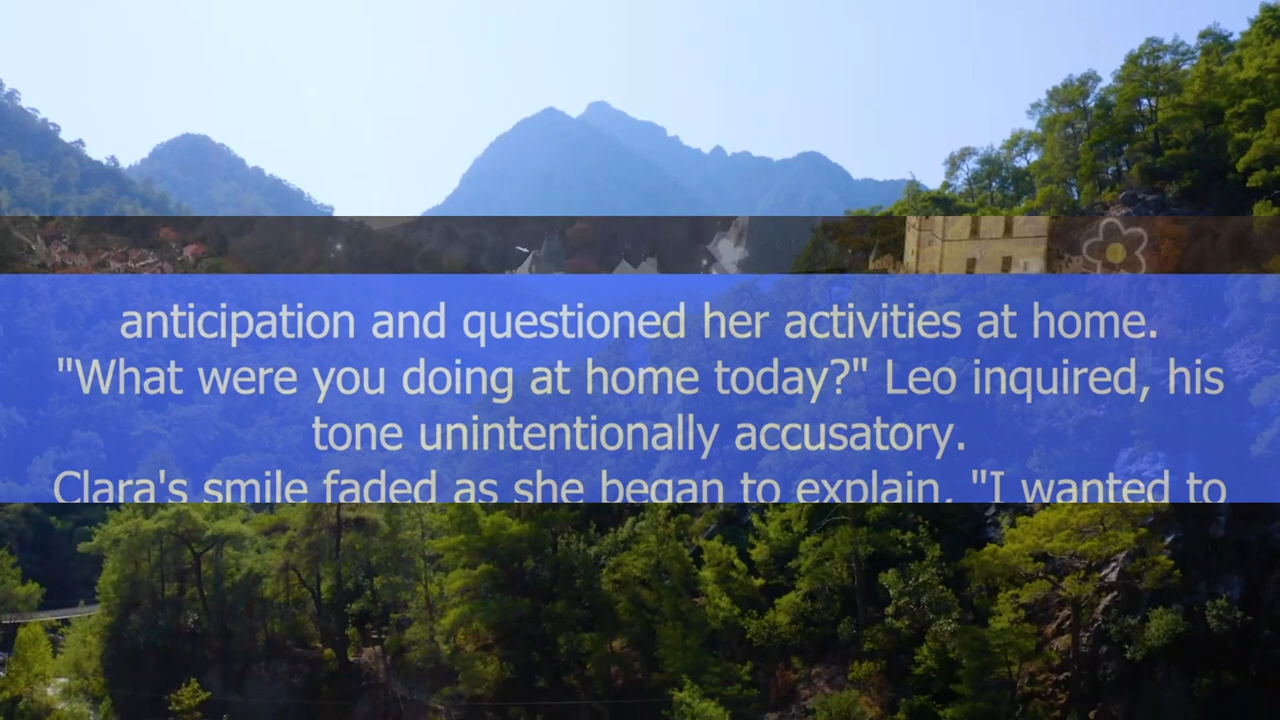 anticipation and questioned her activities at home.
"What were you doing at home today?" Leo inquired, his
tone unintentionally accusatory.
Clara's smile faded as she began to explain, "I wanted to